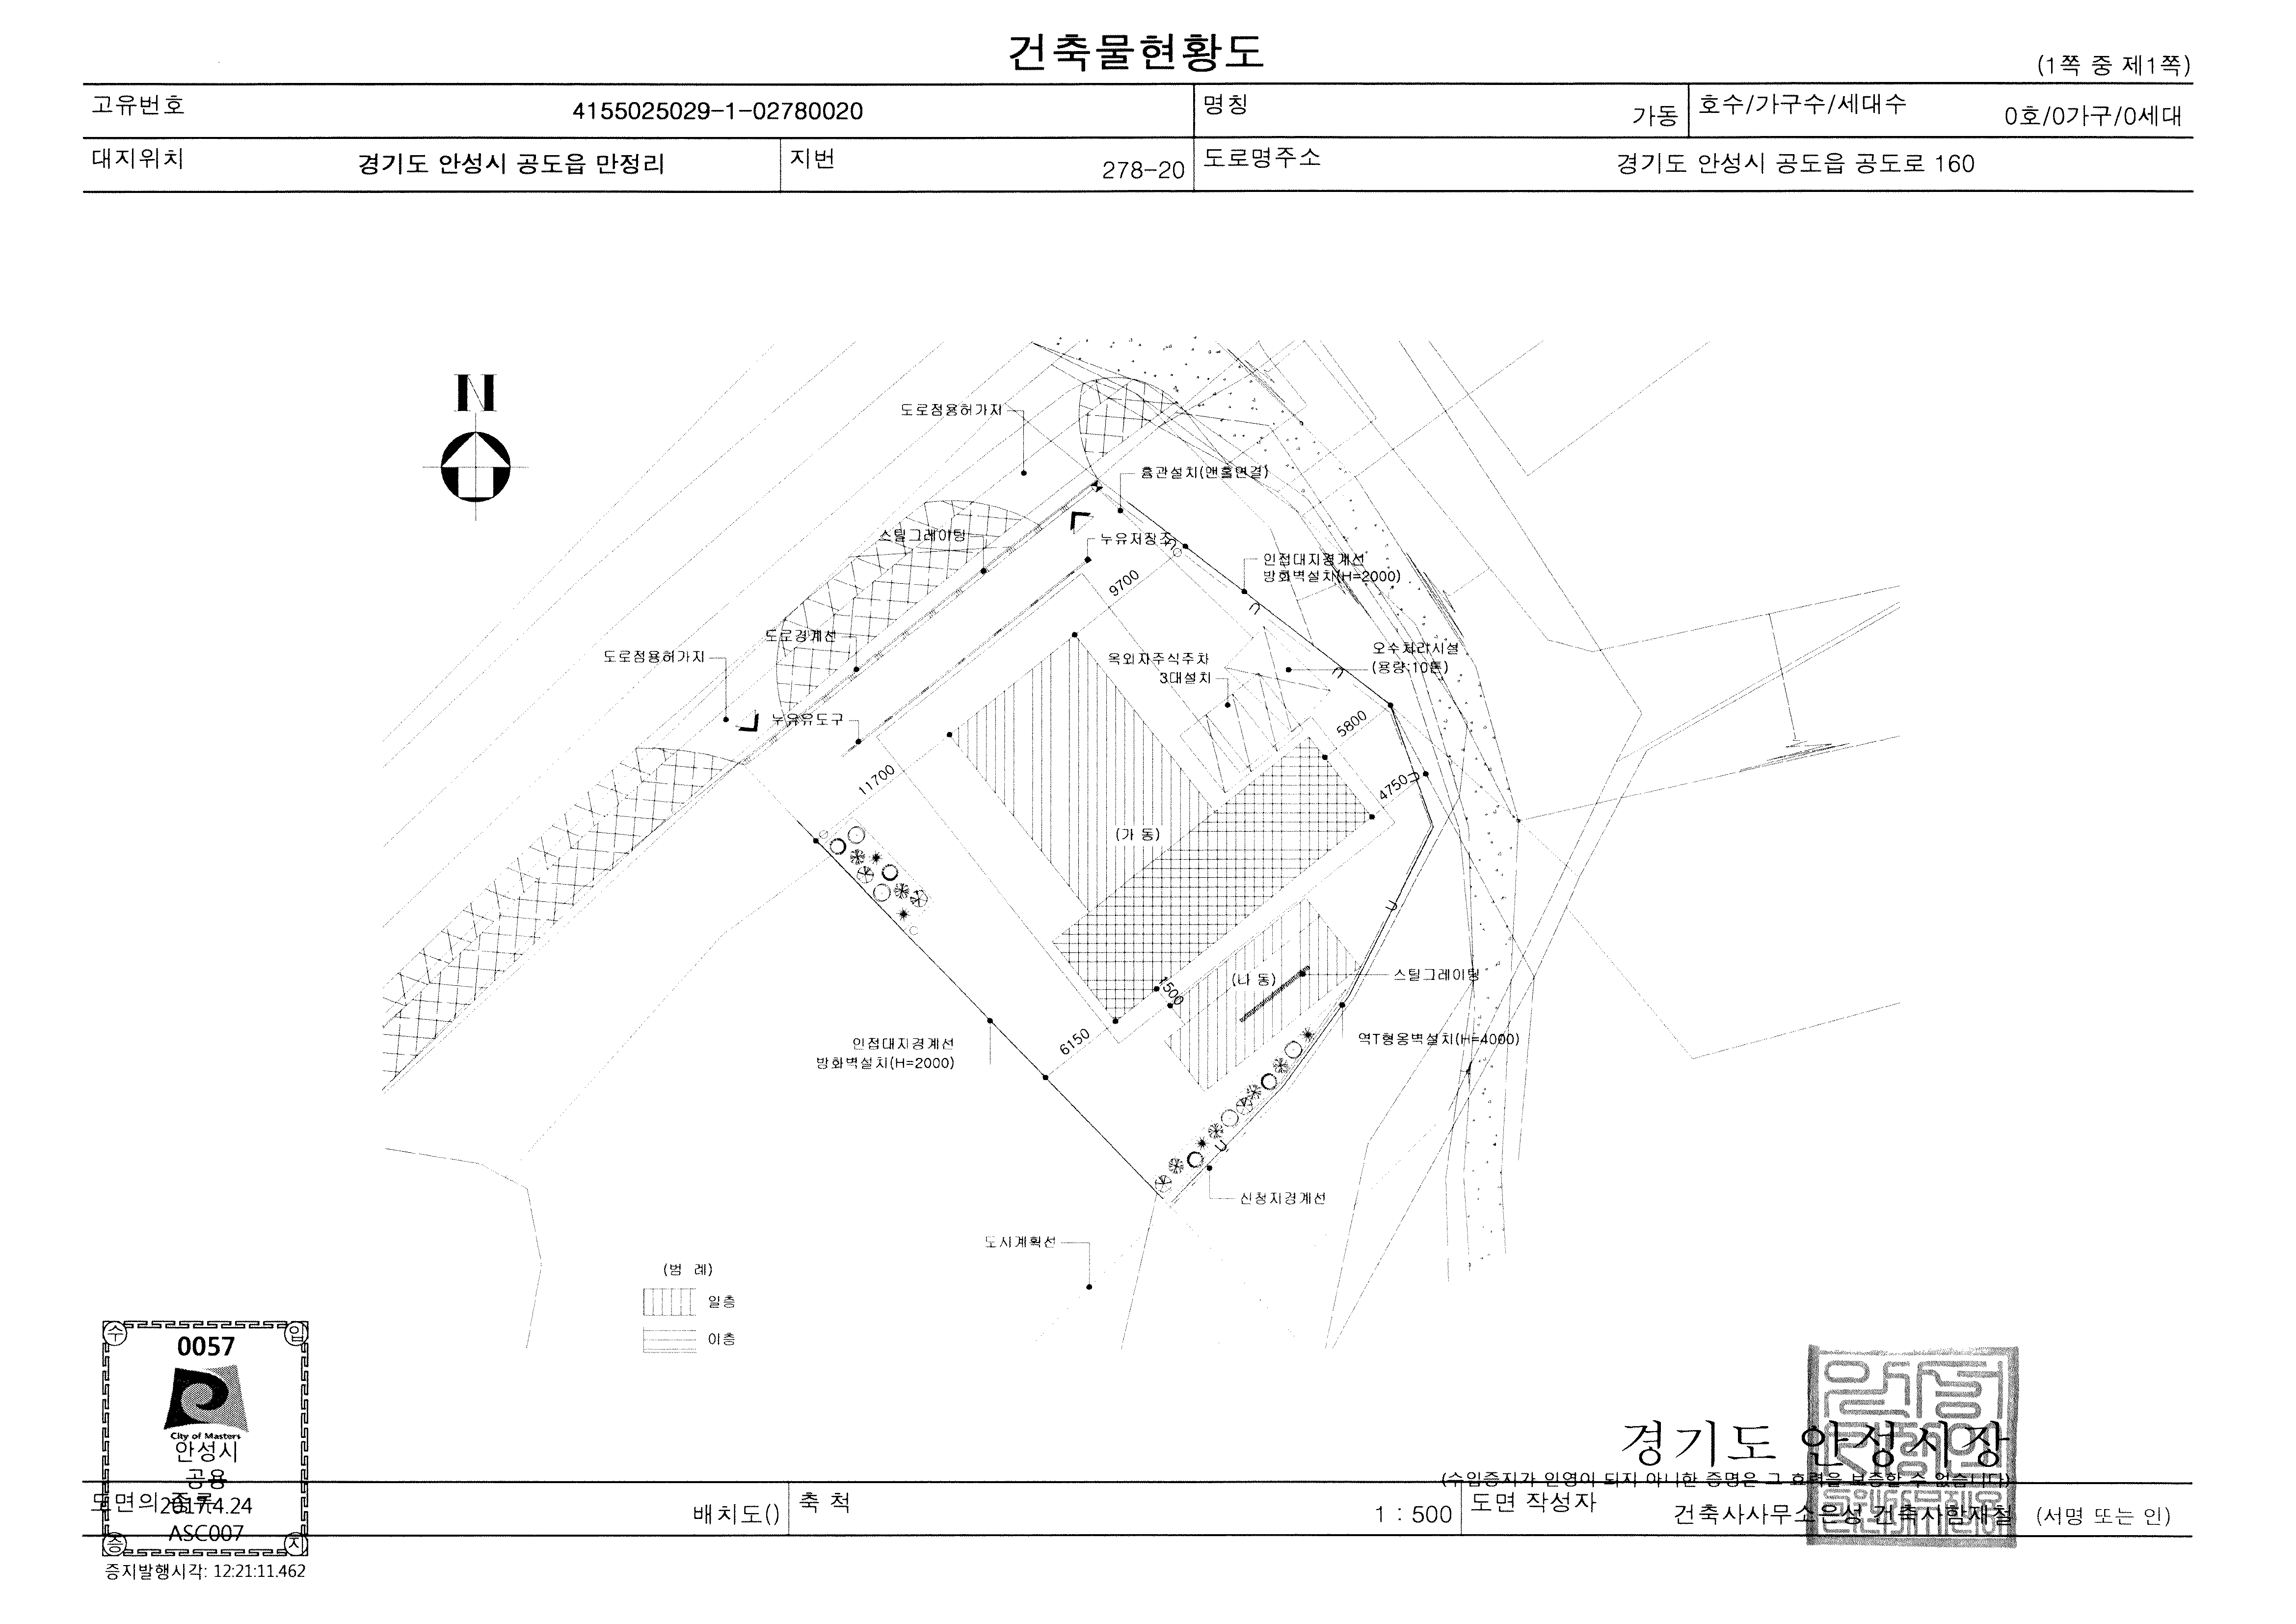 건축물현황도
(1쪽 중 제1쪽)
고유번호 4155025029-1-02780020 명칭 가동 호수/가구수/세대수 0호/0가구/0세대
대지위치 경기도 안성시 공도읍 만정리 지번 278-20 도로명주소 경기도 안성시 공도읍 공도로 160
N
도로점용허가지
흄관설치(맨홀연결)
스틸그레이팅
누유저장조
인접대지경계선
방화벽설치(H=2000)
9700
도로경계선
도로점용허가지
옥외자주식주차
3대설치
오수처리시설
(용량:10톤)
누유유도구
5800
11700
4750
(가 동)
(나 동)
스틸그레이팅
1500
6150
인접대지경계선
방화벽설치(H=2000)
역T형옹벽설치(H=4000)
신청지경계선
도시계획선
(범 례)
일층
이층
수 입
0057
City of Masters
안성시
공용
2017.4.24
ASC007
증 지
증지발행시각: 12:21:11.462
경기도 안성시장
(수입증지가 인영이 되지 아니한 증명은 그 효력을 보증할 수 없습니다)
도면의 종류 배치도() 축 척 1 : 500 도면 작성자 건축사사무소은성 건축사함재철 (서명 또는 인)